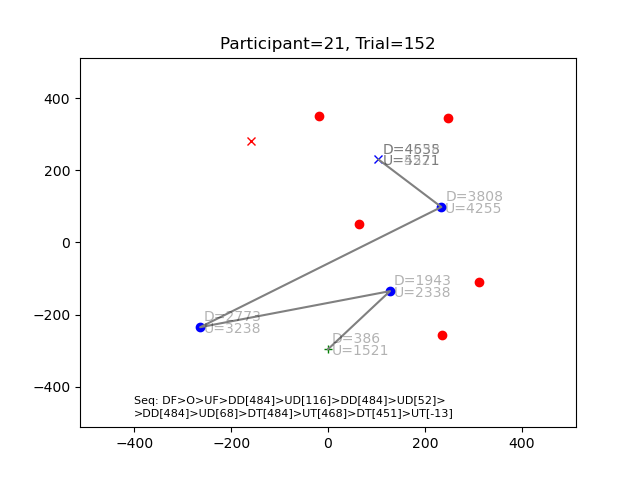 Participant=21, Trial=152
400
200
0
−200
−400
D=3808
U=4255
D=1943
U=2338
D=2773
U=3238
D=386
U=1521
Seq: DF>O>UF>DD[484]>UD[116]>DD[484]>UD[52]>
>DD[484]>UD[68]>DT[484]>UT[468]>DT[451]>UT[-13]
−400 −200 0 200 400